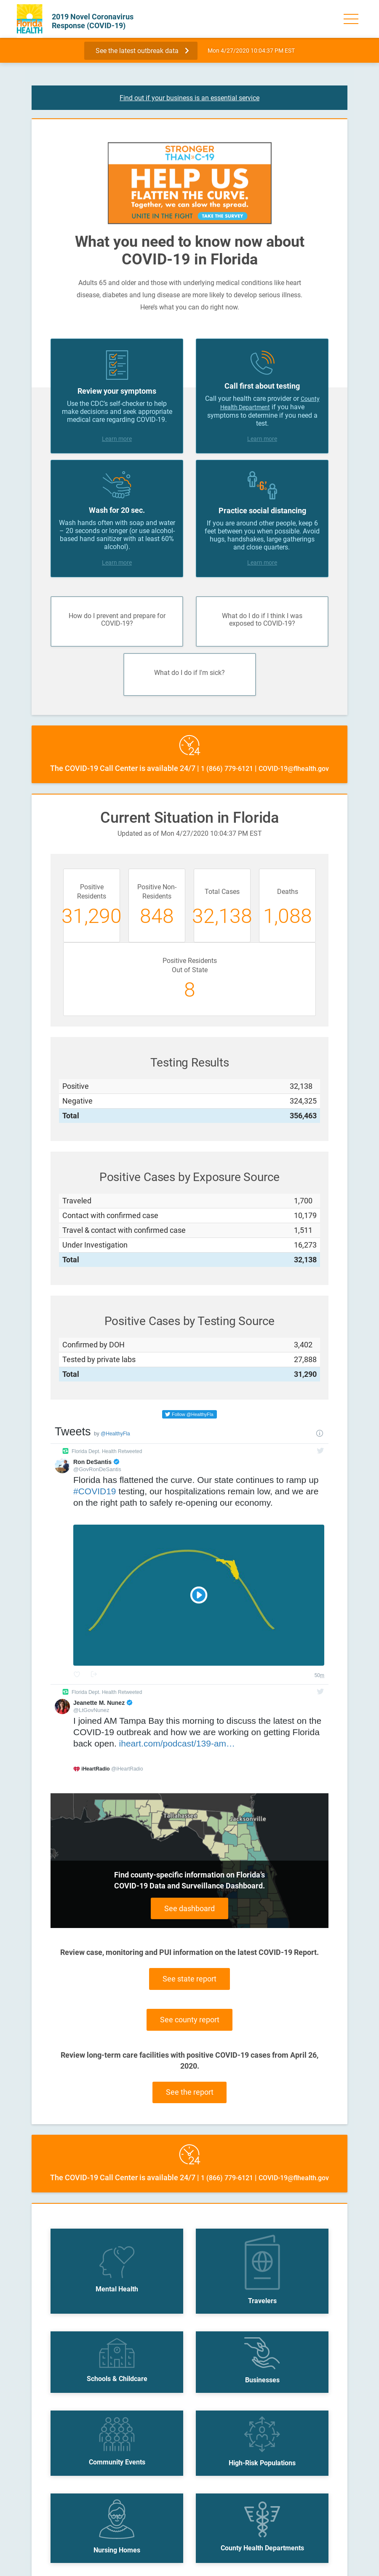 Florida
HEALTH
2019 Novel Coronavirus
Response (COVID-19)
See the latest outbreak data
Mon 4/27/2020 10:04:37 PM EST
Find out if your business is an essential service
STRONGER
THAN C-19
HELP US
FLATTEN THE CURVE.
Together, we can slow the spread.
UNITE IN THE FIGHT
TAKE THE SURVEY
What you need to know now about
COVID-19 in Florida
Adults 65 and older and those with underlying medical conditions like heart
disease, diabetes and lung disease are more likely to develop serious illness.
Here's what you can do right now.
Review your symptoms
Use the CDC's self-checker to help
make decisions and seek appropriate
medical care regarding COVID-19.
Learn more
Call first about testing
Call your health care provider or County
Health Department if you have
symptoms to determine if you need a
test.
Learn more
Wash for 20 sec.
Wash hands often with soap and water
– 20 seconds or longer (or use alcohol-
based hand sanitizer with at least 60%
alcohol).
Learn more
6'
Practice social distancing
If you are around other people, keep 6
feet between you when possible. Avoid
hugs, handshakes, large gatherings
and close quarters.
Learn more
How do I prevent and prepare for
COVID-19?
What do I do if I think I was
exposed to COVID-19?
What do I do if I'm sick?
24
The COVID-19 Call Center is available 24/7 | 1 (866) 779-6121 | COVID-19@flhealth.gov
Current Situation in Florida
Updated as of Mon 4/27/2020 10:04:37 PM EST
Positive
Residents
31,290
Positive Non-
Residents
848
Total Cases
32,138
Deaths
1,088
Positive Residents
Out of State
8
Testing Results
Positive 32,138
Negative 324,325
Total 356,463
Positive Cases by Exposure Source
Traveled 1,700
Contact with confirmed case 10,179
Travel & contact with confirmed case 1,511
Under Investigation 16,273
Total 32,138
Positive Cases by Testing Source
Confirmed by DOH 3,402
Tested by private labs 27,888
Total 31,290
Follow @HealthyFla
Tweets by @HealthyFla
Florida Dept. Health Retweeted
Ron DeSantis
@GovRonDeSantis
Florida has flattened the curve. Our state continues to ramp up
#COVID19 testing, our hospitalizations remain low, and we are
on the right path to safely re-opening our economy.
50m
Florida Dept. Health Retweeted
Jeanette M. Nunez
@LtGovNunez
I joined AM Tampa Bay this morning to discuss the latest on the
COVID-19 outbreak and how we are working on getting Florida
back open. iheart.com/podcast/139-am…
iHeartRadio @iHeartRadio
Tallahassee
Jacksonville
Find county-specific information on Florida's
COVID-19 Data and Surveillance Dashboard.
See dashboard
Review case, monitoring and PUI information on the latest COVID-19 Report.
See state report
See county report
Review long-term care facilities with positive COVID-19 cases from April 26,
2020.
See the report
24
The COVID-19 Call Center is available 24/7 | 1 (866) 779-6121 | COVID-19@flhealth.gov
Mental Health
Travelers
Schools & Childcare
Businesses
Community Events
High-Risk Populations
Nursing Homes
County Health Departments